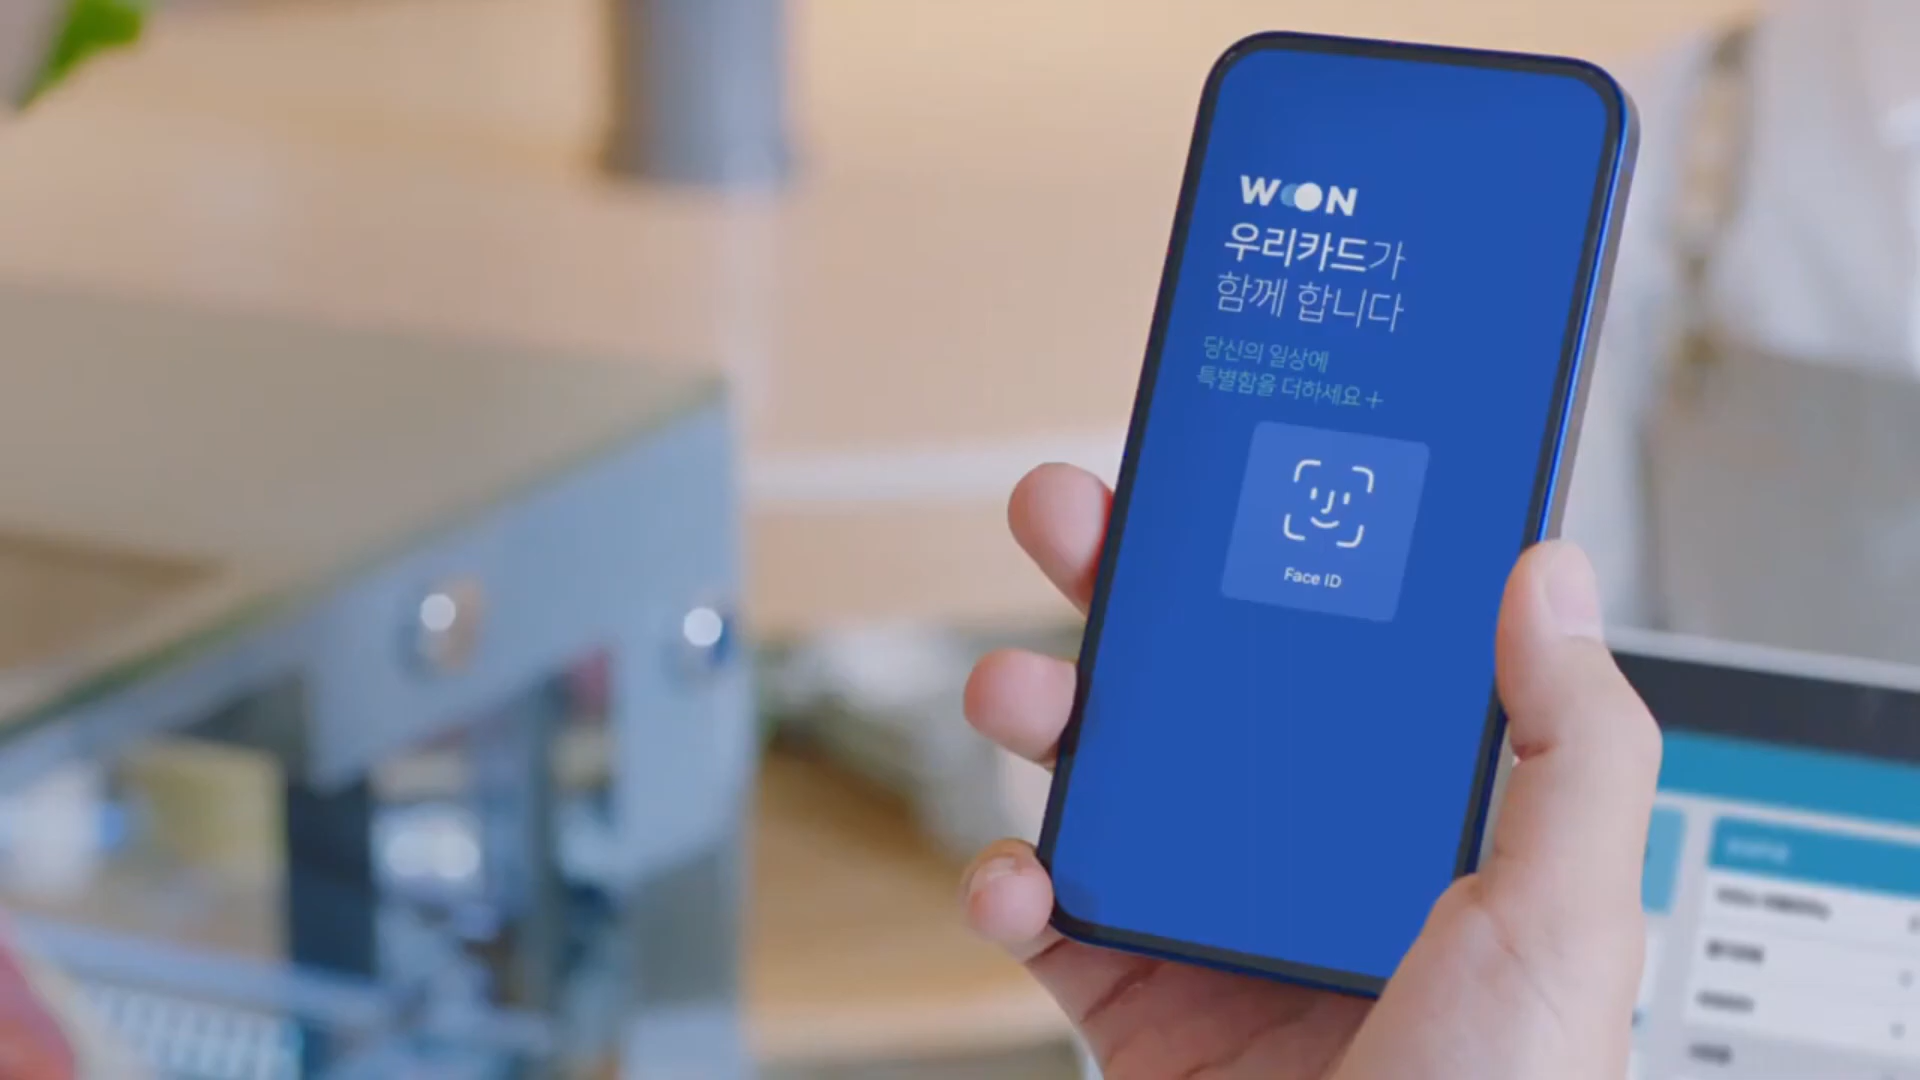 WON
우리카드가
함께 합니다
당신의 일상에
특별함을 더하세요 +
Face ID